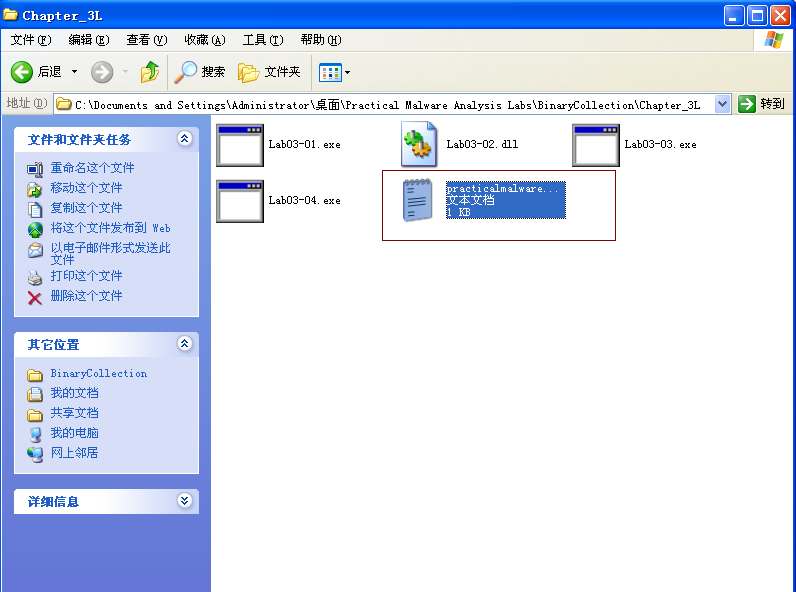 Chapter_3L
文件(F) 编辑(E) 查看(V) 收藏(A) 工具(T) 帮助(H)
后退 搜索 文件夹
地址(D) C:\Documents and Settings\Administrator\桌面\Practical Malware Analysis Labs\BinaryCollection\Chapter_3L 转到
文件和文件夹任务
重命名这个文件
移动这个文件
复制这个文件
将这个文件发布到 Web
以电子邮件形式发送此
文件
打印这个文件
删除这个文件
其它位置
BinaryCollection
我的文档
共享文档
我的电脑
网上邻居
详细信息
Lab03-01.exe
Lab03-02.dll
Lab03-03.exe
Lab03-04.exe
practicalmalware...
文本文档
1 KB